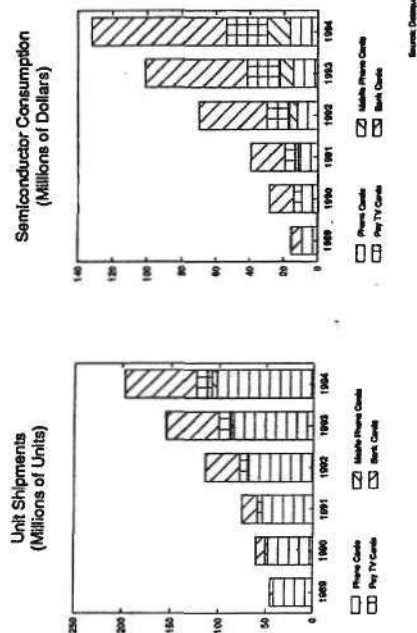 Unit Shipments
(Millions of Units)
250
200
150
100
50
0
1989 1990 1991 1992 1993 1994
Phone Cards Mobile Phone Cards
Pay TV Cards Bank Cards
Semiconductor Consumption
(Millions of Dollars)
140
120
100
80
60
40
20
0
1989 1990 1991 1992 1993 1994
Phone Cards Mobile Phone Cards
Pay TV Cards Bank Cards
Source: